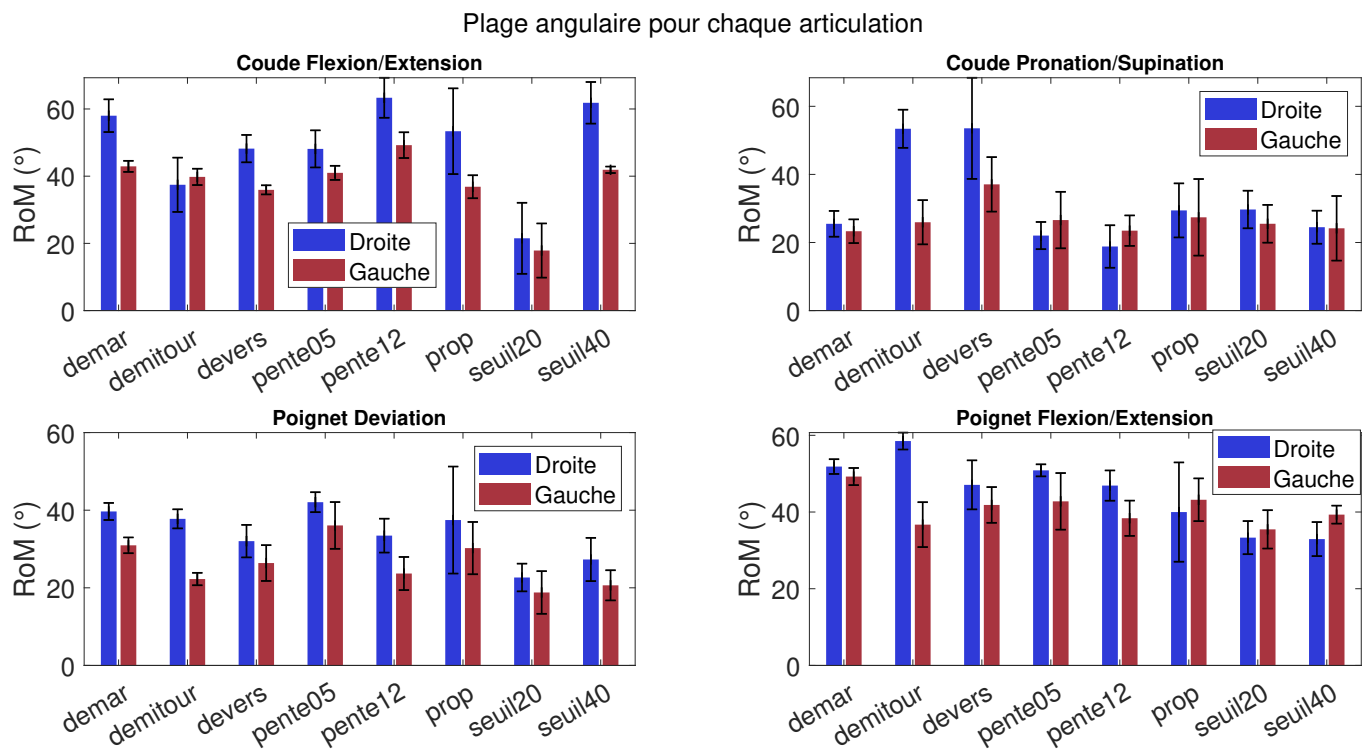 Plage angulaire pour chaque articulation
Coude Flexion/Extension
RoM (°)
60
40
20
0
Droite
Gauche
demar
demitour
devers
pente05
pente12
prop
seuil20
seuil40
Coude Pronation/Supination
RoM (°)
60
40
20
0
Droite
Gauche
demar
demitour
devers
pente05
pente12
prop
seuil20
seuil40
Poignet Deviation
RoM (°)
60
40
20
0
Droite
Gauche
demar
demitour
devers
pente05
pente12
prop
seuil20
seuil40
Poignet Flexion/Extension
RoM (°)
60
40
20
0
Droite
Gauche
demar
demitour
devers
pente05
pente12
prop
seuil20
seuil40